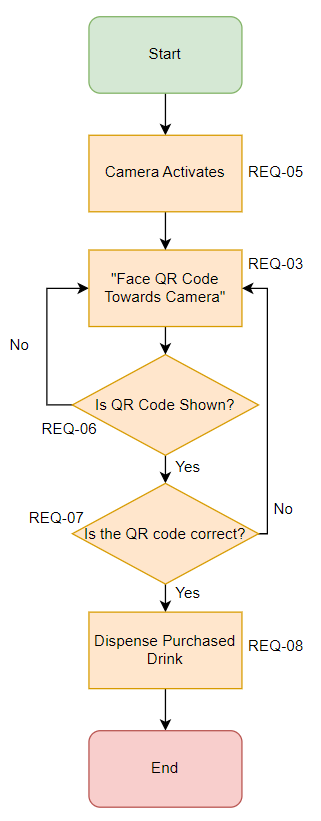 Start
Camera Activates
REQ-05
REQ-03
"Face QR Code
Towards Camera"
No
Is QR Code Shown?
REQ-06
Yes
No
REQ-07
Is the QR code correct?
Yes
Dispense Purchased
Drink
REQ-08
End